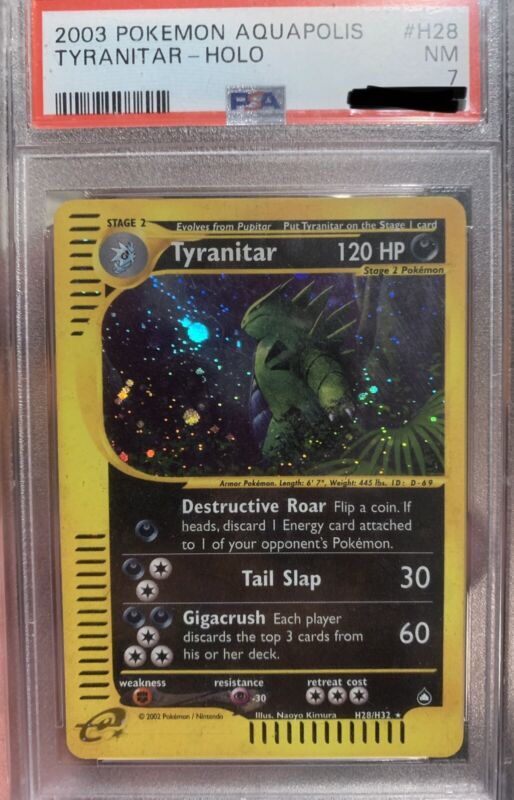 2003 POKEMON AQUAPOLIS #H28
TYRANITAR - HOLO NM
7
PSA
STAGE 2 Evolves from Pupitar Put Tyranitar on the Stage 1 card
Tyranitar 120 HP
Stage 2 Pokémon
Armor Pokémon. Length: 6' 7", Weight: 445 lbs. ID: D-69
Destructive Roar Flip a coin. If
heads, discard 1 Energy card attached
to 1 of your opponent's Pokémon.
Tail Slap 30
Gigacrush Each player
discards the top 3 cards from
his or her deck.
60
weakness resistance retreat cost
-30
© 2002 Pokémon / Nintendo Illus. Naoyo Kimura H28/H32
e